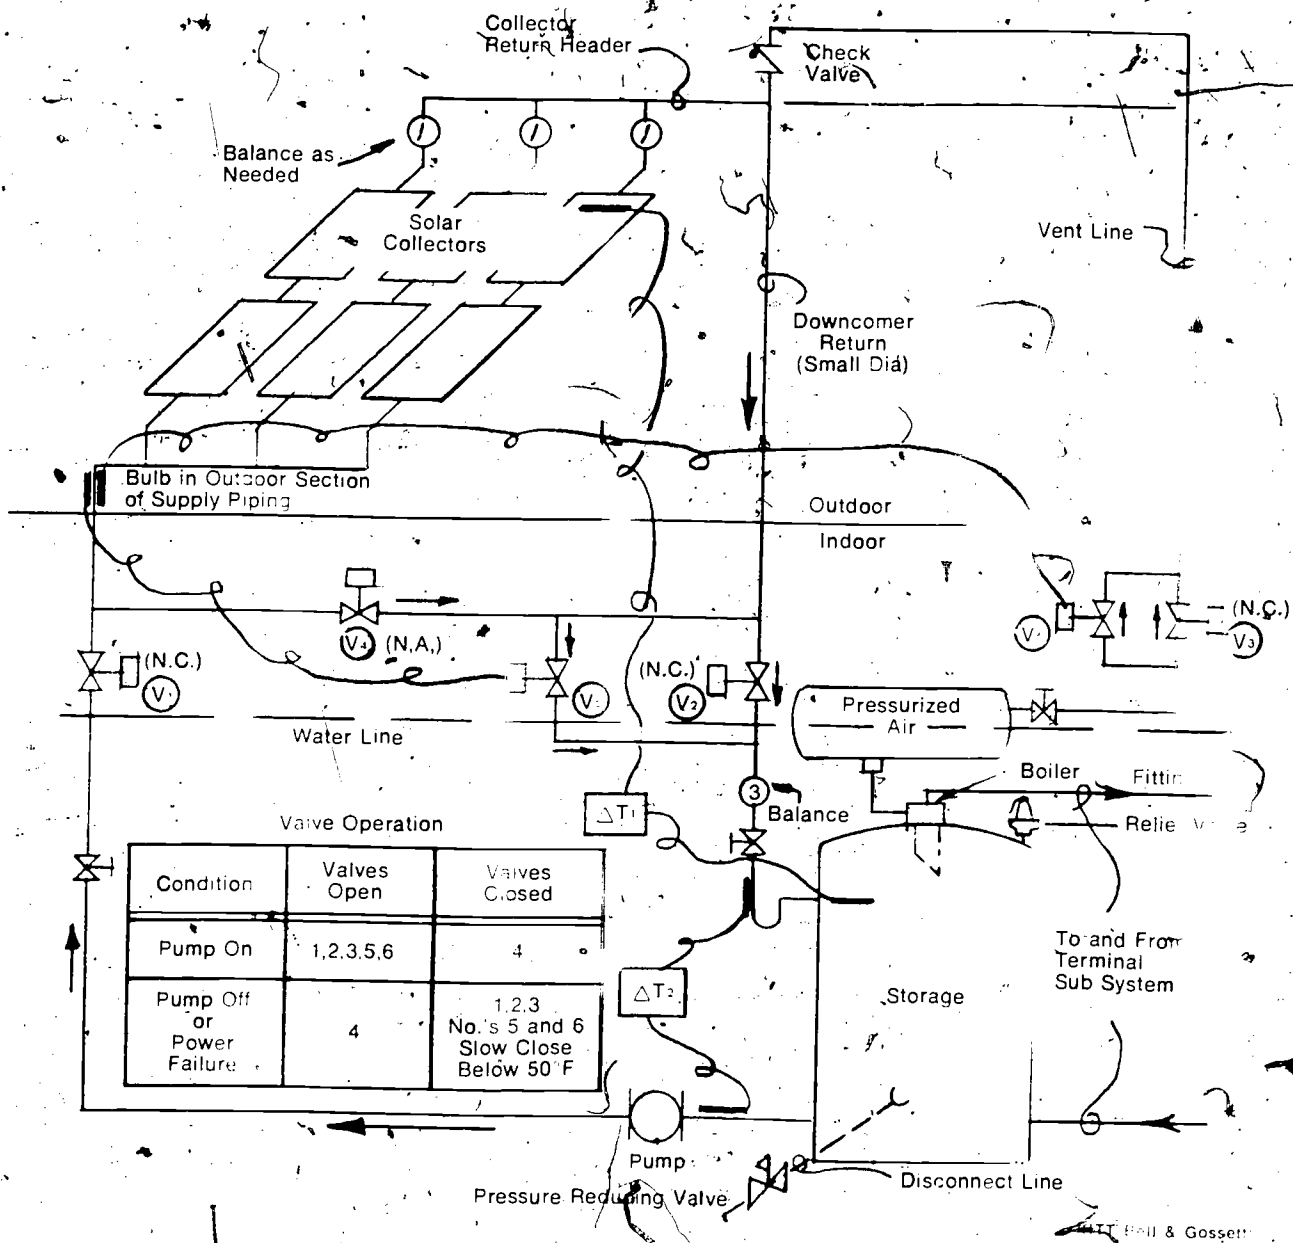 Collector
Return Header
Check
Valve
Balance as
Needed
Solar
Collectors
Vent Line
Downcomer
Return
(Small Dia)
Bulb in Outdoor Section
of Supply Piping
Outdoor
Indoor
(N.C.)
V3
V4 (N,A,)
(N.C.)
(N.C.)
V2
Pressurized
Air
Water Line
Boiler
3
Balance
ΔT1
Valve Operation
Condition
Valves
Open
Valves
Closed
Pump On
1,2,3,5,6
4
Pump Off
or
Power
Failure
4
1,2,3
No.'s 5 and 6
Slow Close
Below 50°F
To and From
Terminal
Sub System
ΔT2
Storage
Pump
Pressure Reducing Valve
Disconnect Line
ITT Bell & Gossett